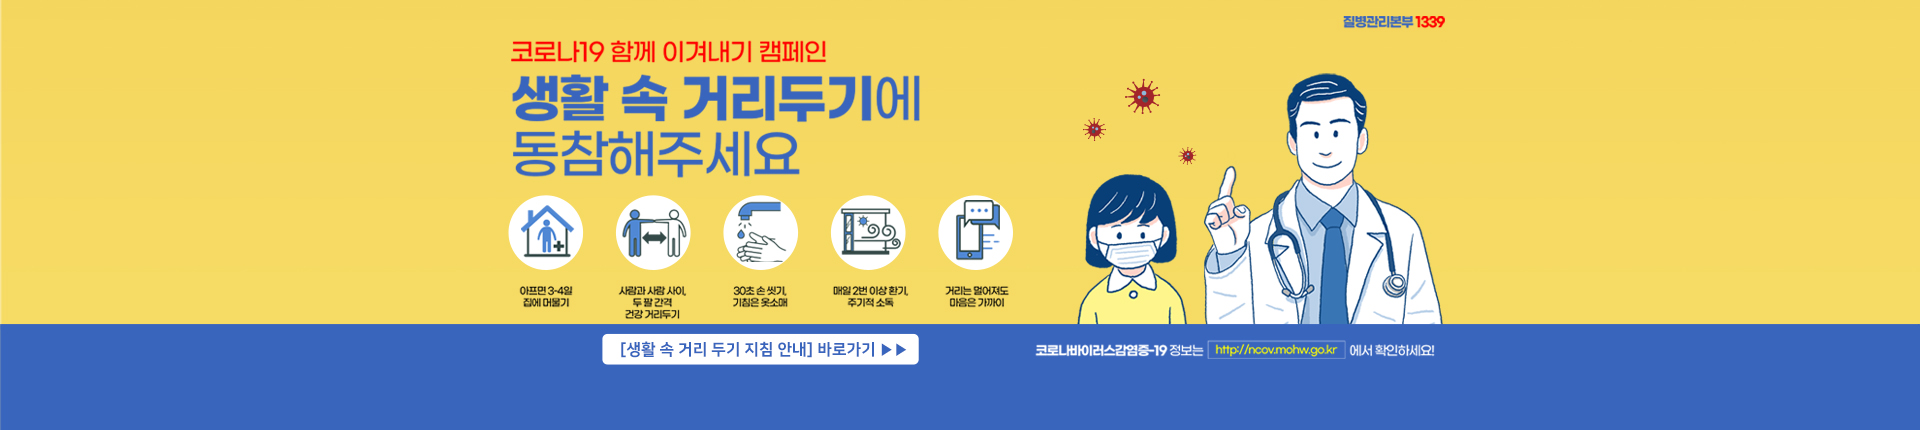 질병관리본부 1339
코로나19 함께 이겨내기 캠페인
생활 속 거리두기에
동참해주세요
아프면 3-4일
집에 머물기
사람과 사람 사이,
두 팔 간격
건강 거리두기
30초 손 씻기,
기침은 옷소매
매일 2번 이상 환기,
주기적 소독
거리는 멀어져도
마음은 가까이
[생활 속 거리 두기 지침 안내] 바로가기 ▶▶
코로나바이러스감염증-19 정보는 http://ncov.mohw.go.kr 에서 확인하세요!